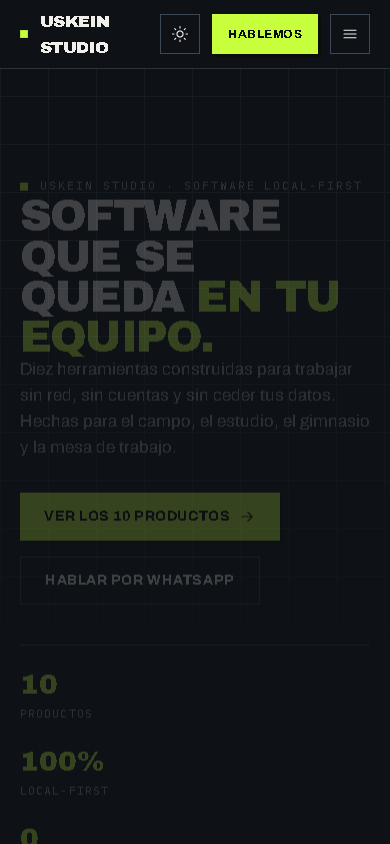 USKEIN
STUDIO
HABLEMOS
USKEIN STUDIO · SOFTWARE LOCAL-FIRST
SOFTWARE
QUE SE
QUEDA EN TU
EQUIPO.
Diez herramientas construidas para trabajar
sin red, sin cuentas y sin ceder tus datos.
Hechas para el campo, el estudio, el gimnasio
y la mesa de trabajo.
VER LOS 10 PRODUCTOS →
HABLAR POR WHATSAPP
10
PRODUCTOS
100%
LOCAL-FIRST
0